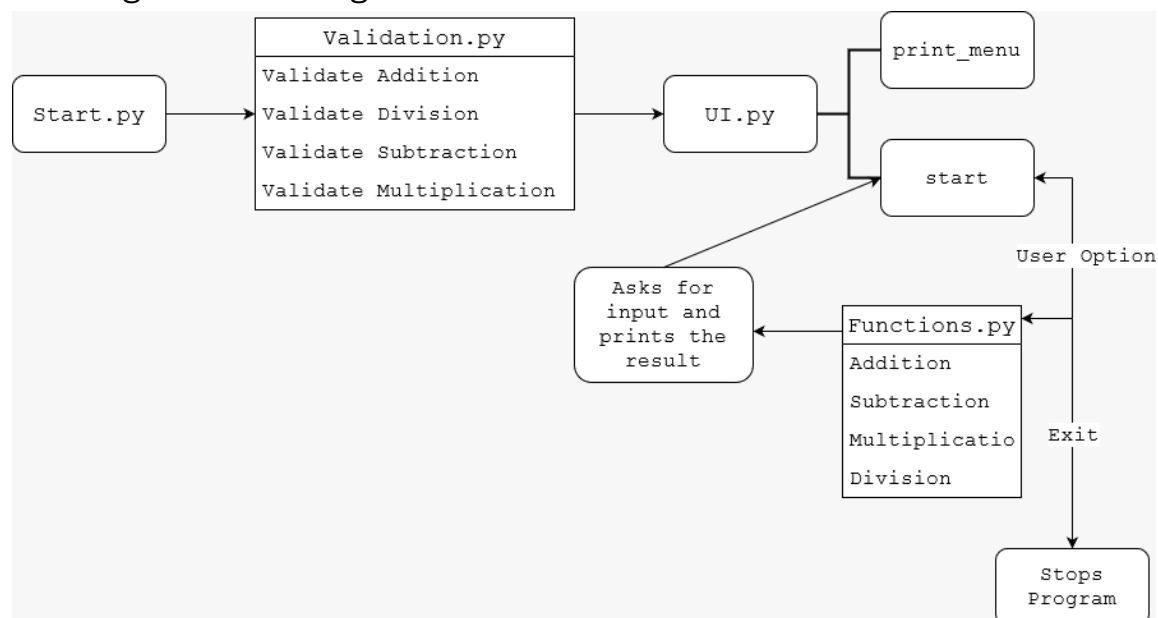 Start.py
Validation.py
Validate Addition
Validate Division
Validate Subtraction
Validate Multiplication
UI.py
print_menu
start
User Option
Asks for
input and
prints the
result
Functions.py
Addition
Subtraction
Multiplicatio
Division
Exit
Stops
Program